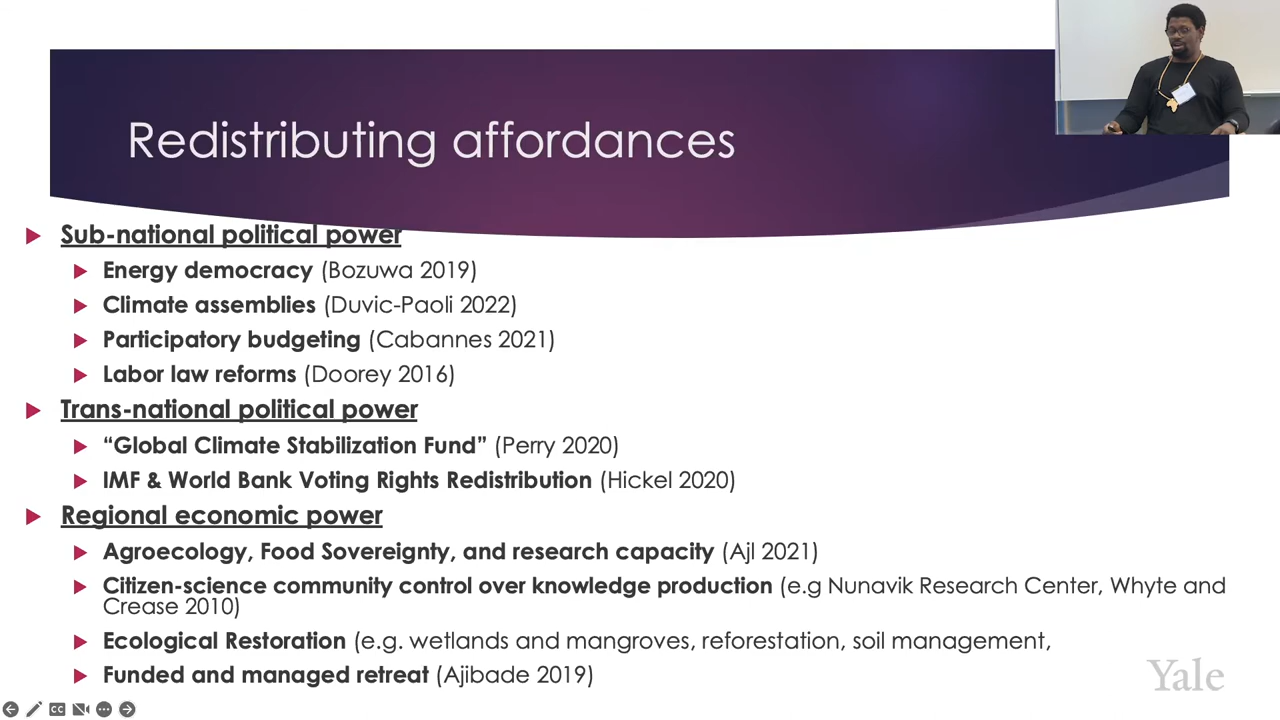 Redistributing affordances
Sub-national political power
Energy democracy (Bozuwa 2019)
Climate assemblies (Duvic-Paoli 2022)
Participatory budgeting (Cabannes 2021)
Labor law reforms (Doorey 2016)
Trans-national political power
“Global Climate Stabilization Fund” (Perry 2020)
IMF & World Bank Voting Rights Redistribution (Hickel 2020)
Regional economic power
Agroecology, Food Sovereignty, and research capacity (Ajl 2021)
Citizen-science community control over knowledge production (e.g Nunavik Research Center, Whyte and
Crease 2010)
Ecological Restoration (e.g. wetlands and mangroves, reforestation, soil management,
Funded and managed retreat (Ajibade 2019)
Yale
CC